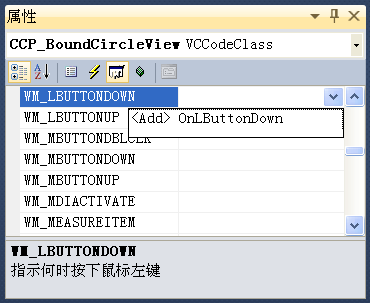 属性
CCP_BoundCircleView VCCodeClass
WM_LBUTTONDOWN
<Add> OnLButtonDown
WM_LBUTTONUP
WM_MBUTTONDBLCLK
WM_MBUTTONDOWN
WM_MBUTTONUP
WM_MDIACTIVATE
WM_MEASUREITEM
WM_LBUTTONDOWN
指示何时按下鼠标左键